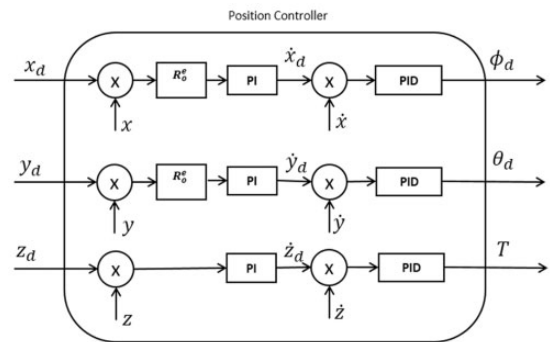 Position Controller
x_d X R_o^e PI ẋ_d X PID ϕ_d
x ẋ
y_d X R_o^e PI ẏ_d X PID θ_d
y ẏ
z_d X PI ż_d X PID T
z ż